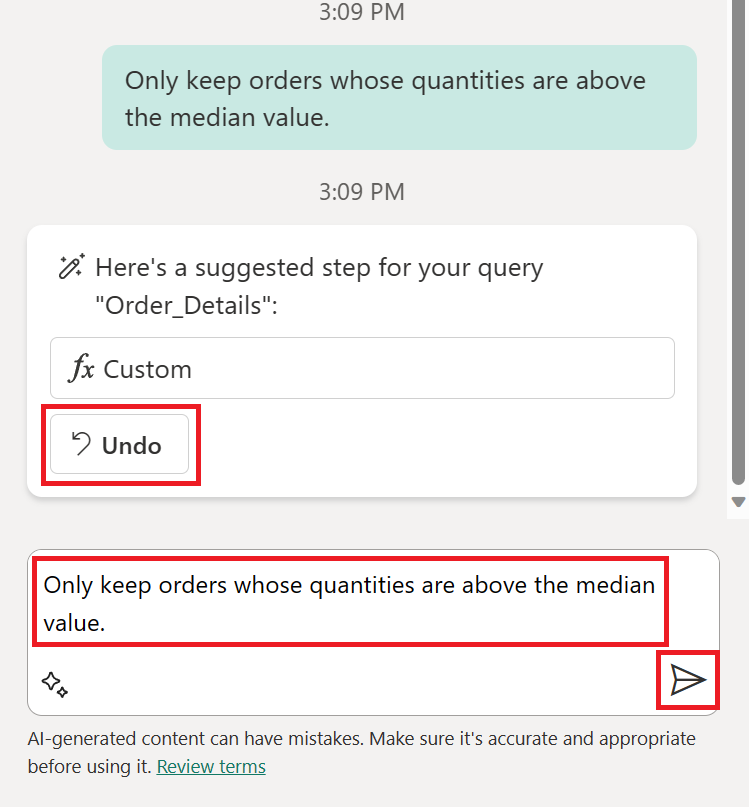 3:09 PM
Only keep orders whose quantities are above
the median value.
3:09 PM
Here's a suggested step for your query
"Order_Details":
fx Custom
Undo
Only keep orders whose quantities are above the median
value.
AI-generated content can have mistakes. Make sure it's accurate and appropriate
before using it. Review terms